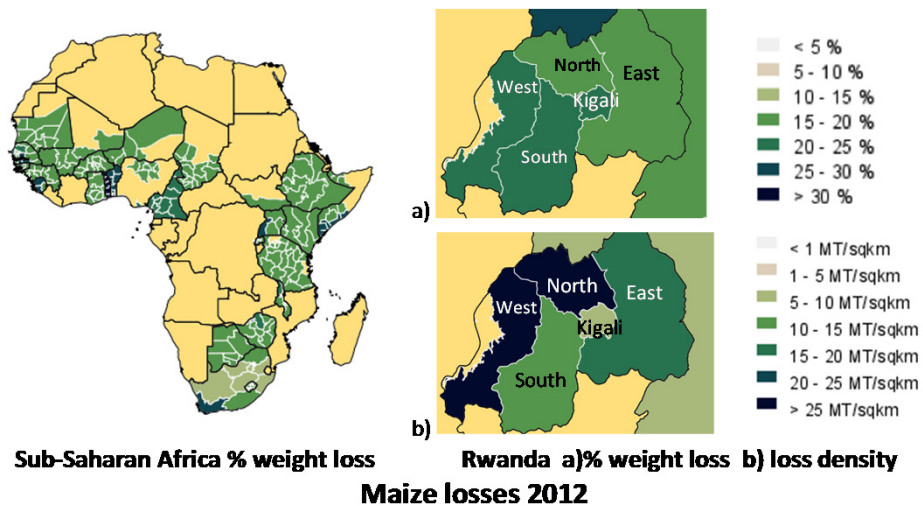 North
East
West
Kigali
South
a)
< 5 %
5 - 10 %
10 - 15 %
15 - 20 %
20 - 25 %
25 - 30 %
> 30 %
North
West
East
Kigali
South
b)
< 1 MT/sqkm
1 - 5 MT/sqkm
5 - 10 MT/sqkm
10 - 15 MT/sqkm
15 - 20 MT/sqkm
20 - 25 MT/sqkm
> 25 MT/sqkm
Sub-Saharan Africa % weight loss
Rwanda a)% weight loss b) loss density
Maize losses 2012